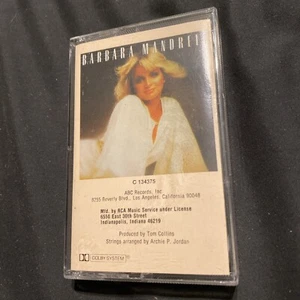 BARBARA MANDREL
C-134378
ABC Records, Inc
8255 Beverly Blvd., Los Angeles, California 90048
Mfd. by RCA Music Service under License
6550 East 30th Street
Indianapolis, Indiana 46219
Produced by Tom Collins
Strings arranged by Archie P. Jordan
DOLBY SYSTEM